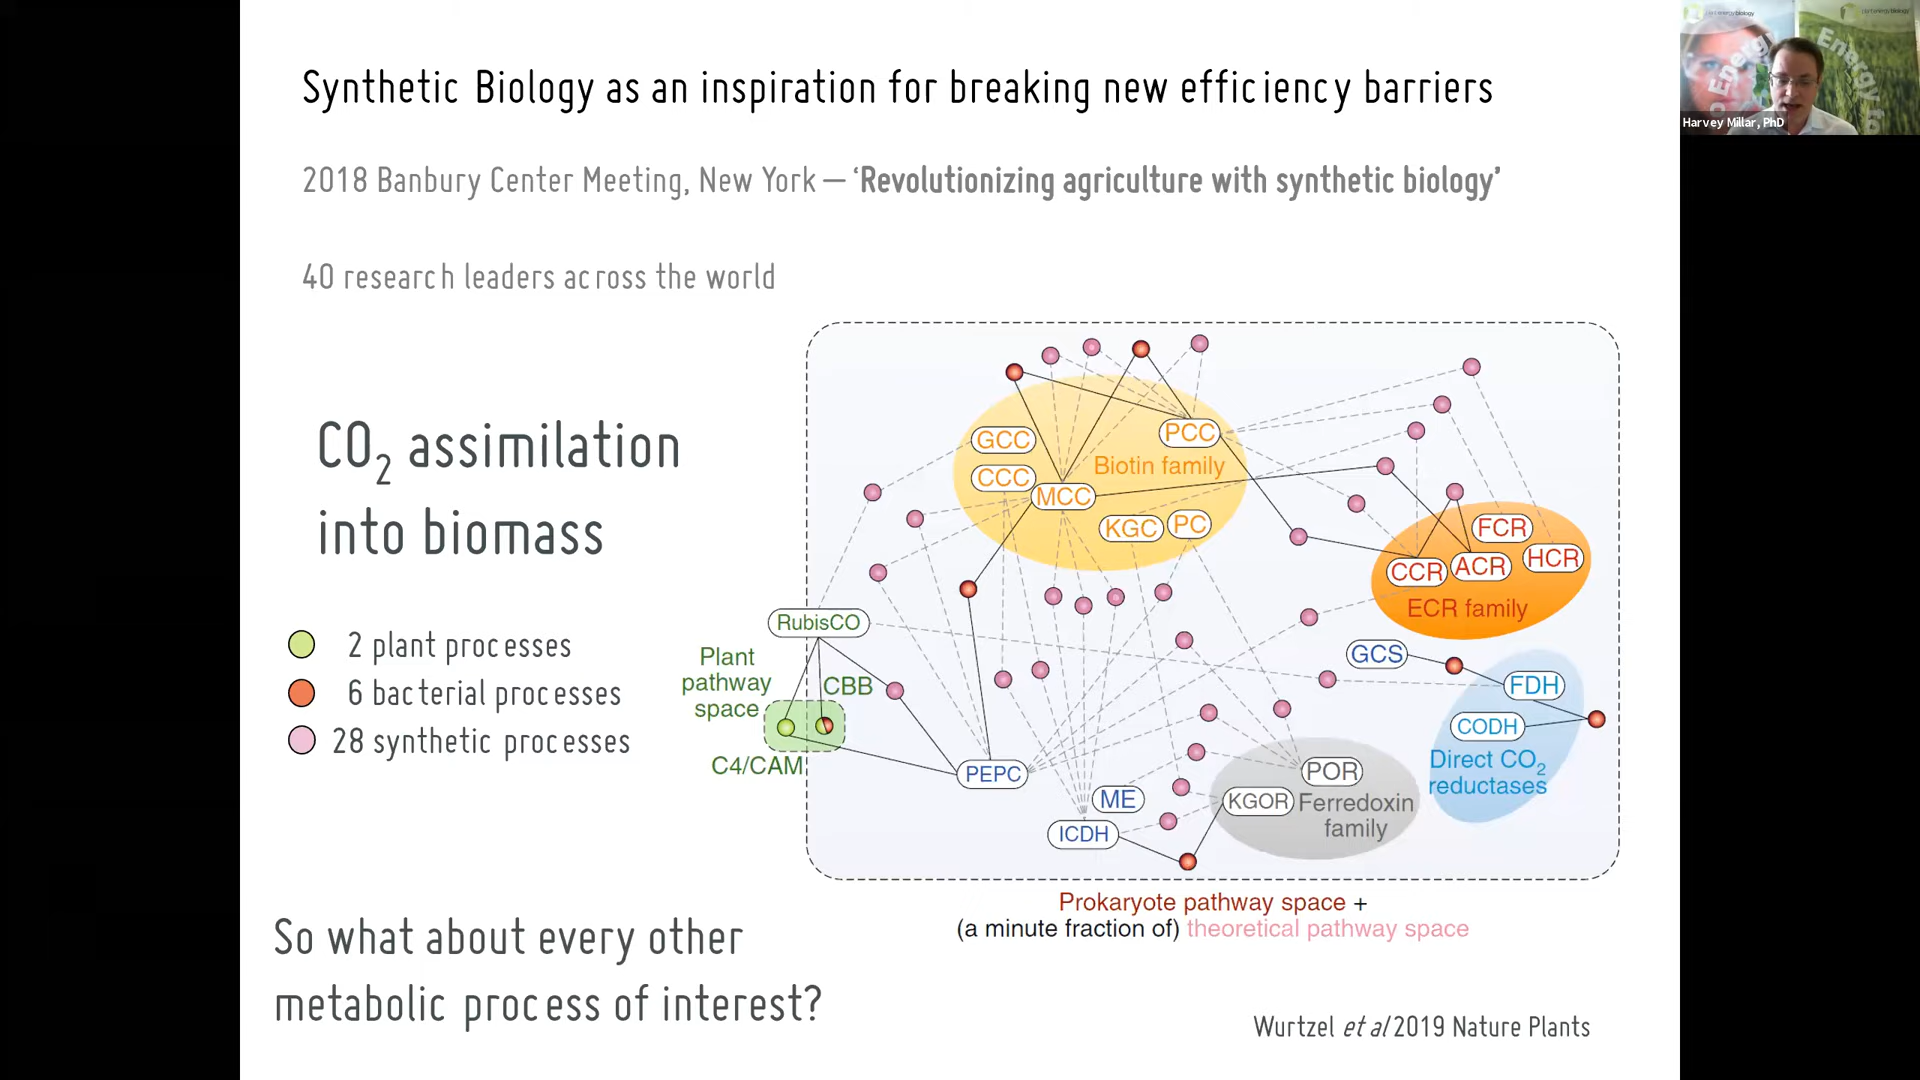 Synthetic Biology as an inspiration for breaking new efficiency barriers
2018 Banbury Center Meeting, New York – ‘Revolutionizing agriculture with synthetic biology’
40 research leaders across the world
CO2 assimilation
into biomass
2 plant processes
6 bacterial processes
28 synthetic processes
So what about every other
metabolic process of interest?
GCC
CCC
MCC
PCC
Biotin family
KGC
PC
FCR
CCR
ACR
HCR
ECR family
RubisCO
Plant
pathway
space
CBB
C4/CAM
PEPC
ME
ICDH
GCS
FDH
CODH
Direct CO2
reductases
POR
KGOR
Ferredoxin
family
Prokaryote pathway space +
(a minute fraction of) theoretical pathway space
Wurtzel et al 2019 Nature Plants
Energy fo
Harvey Millar, PhD